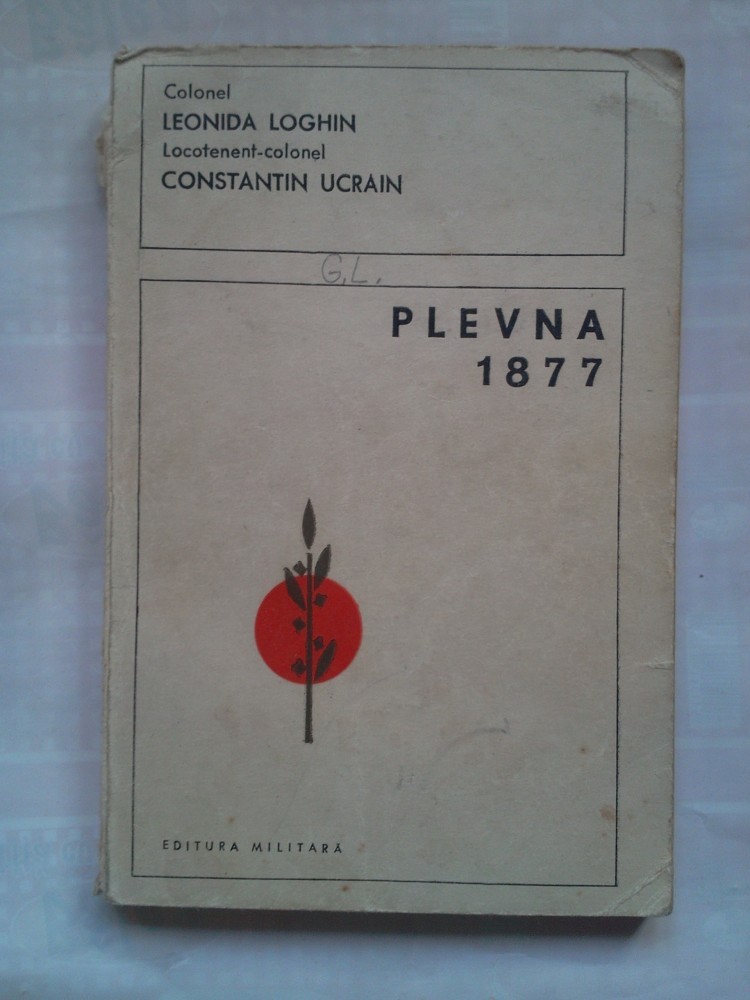 Colonel
LEONIDA LOGHIN
Locotenent-colonel
CONSTANTIN UCRAIN
G.L.
PLEVNA
1877
EDITURA MILITARĂ